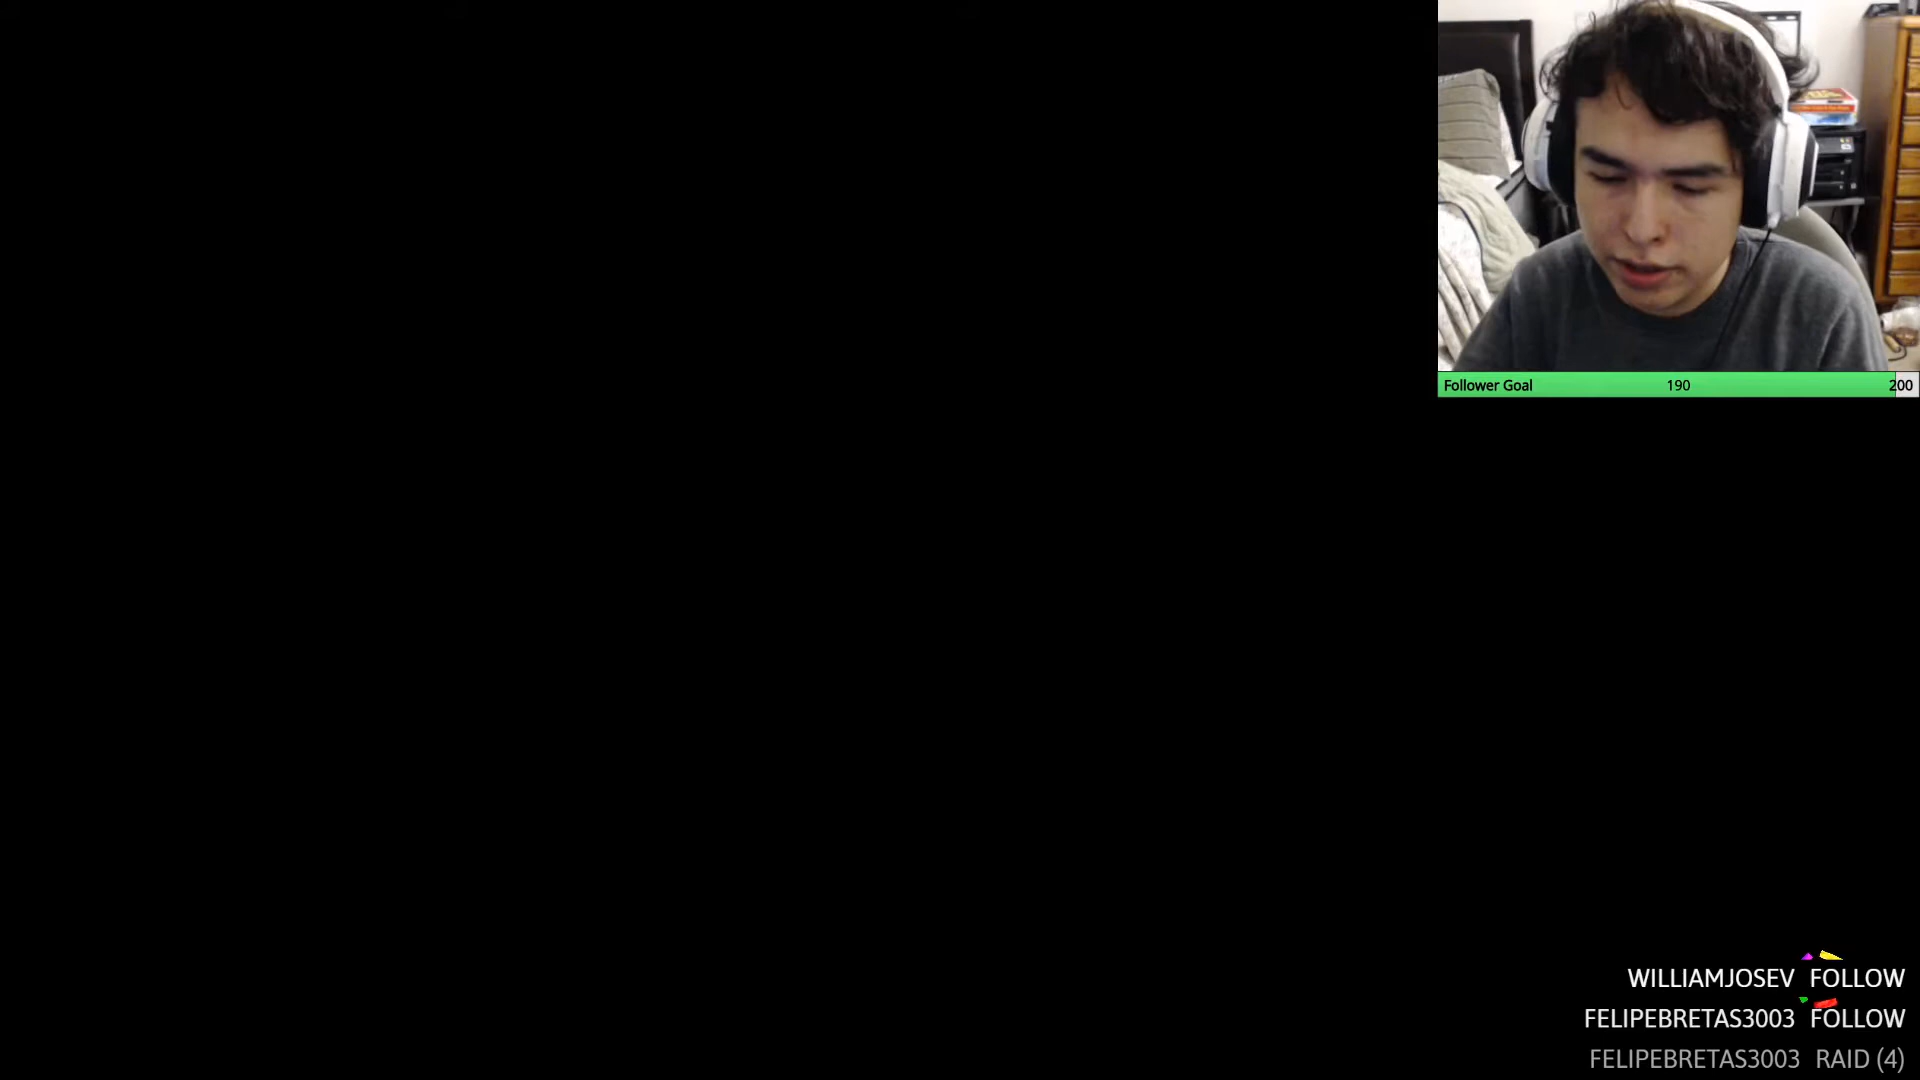 Follower Goal 190 200
WILLIAMJOSEV FOLLOW
FELIPEBRETAS3003 FOLLOW
FELIPEBRETAS3003 RAID (4)